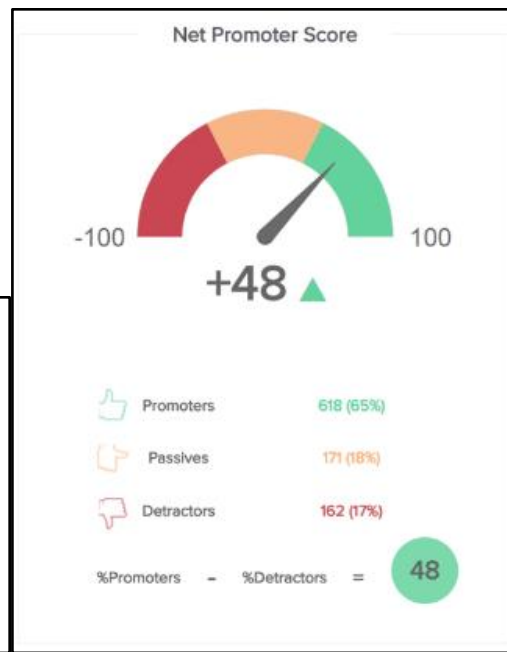 Net Promoter Score
-100 100
+48
Promoters 618 (65%)
Passives 171 (18%)
Detractors 162 (17%)
%Promoters - %Detractors = 48